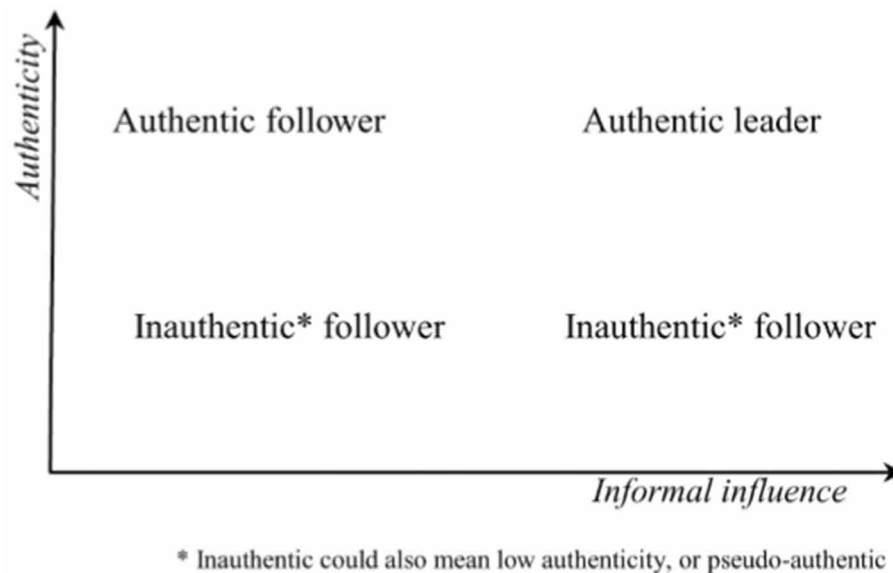 Authenticity
Authentic follower
Authentic leader
Inauthentic* follower
Inauthentic* follower
Informal influence
* Inauthentic could also mean low authenticity, or pseudo-authentic